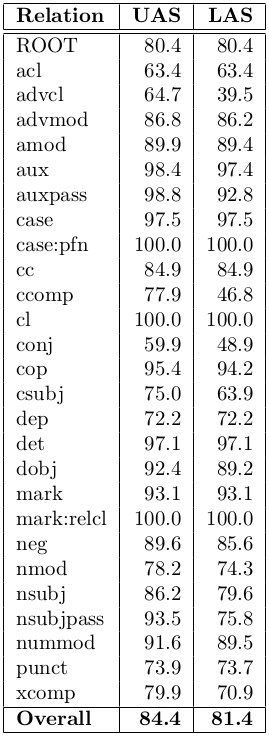 Relation UAS LAS
ROOT 80.4 80.4
acl 63.4 63.4
advcl 64.7 39.5
advmod 86.8 86.2
amod 89.9 89.4
aux 98.4 97.4
auxpass 98.8 92.8
case 97.5 97.5
case:pfn 100.0 100.0
cc 84.9 84.9
ccomp 77.9 46.8
cl 100.0 100.0
conj 59.9 48.9
cop 95.4 94.2
csubj 75.0 63.9
dep 72.2 72.2
det 97.1 97.1
dobj 92.4 89.2
mark 93.1 93.1
mark:relcl 100.0 100.0
neg 89.6 85.6
nmod 78.2 74.3
nsubj 86.2 79.6
nsubjpass 93.5 75.8
nummod 91.6 89.5
punct 73.9 73.7
xcomp 79.9 70.9
Overall 84.4 81.4